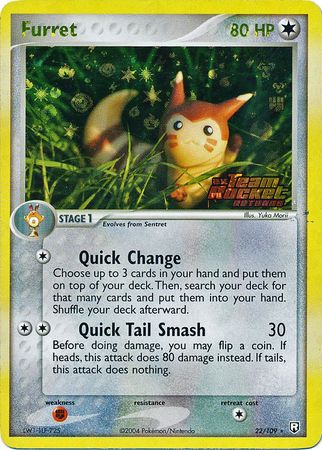 Furret 80 HP
EX Team
Rocket
RETURNS
Illus. Yuka Morii
STAGE 1
Evolves from Sentret
Quick Change
Choose up to 3 cards in your hand and put them
on top of your deck. Then, search your deck for
that many cards and put them into your hand.
Shuffle your deck afterward.
Quick Tail Smash 30
Before doing damage, you may flip a coin. If
heads, this attack does 80 damage instead. If tails,
this attack does nothing.
weakness resistance retreat cost
©2004 Pokémon/Nintendo 22/109 ★ R